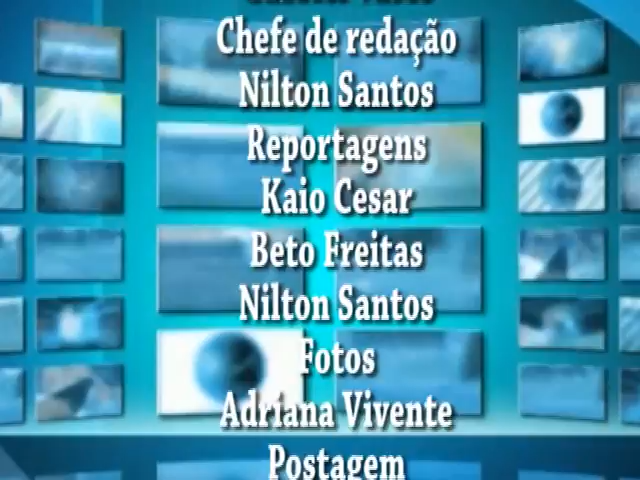 Chefe de redação
Nilton Santos
Reportagens
Kaio Cesar
Beto Freitas
Nilton Santos
Fotos
Adriana Vivente
Postagem